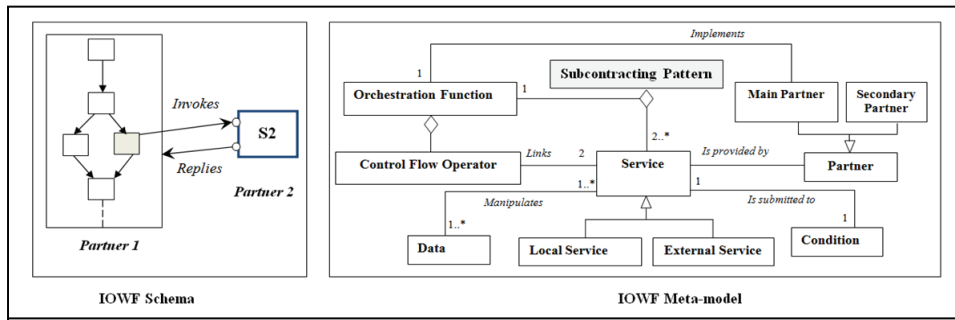 Invokes
S2
Replies
Partner 2
Partner 1
IOWF Schema
Implements
1
1
Subcontracting Pattern
Orchestration Function
Main Partner
Secondary
Partner
2..*
Control Flow Operator
Links
2
Service
Is provided by
Partner
1..*
Manipulates
1
Is submitted to
1..*
1
Data
Local Service
External Service
Condition
IOWF Meta-model